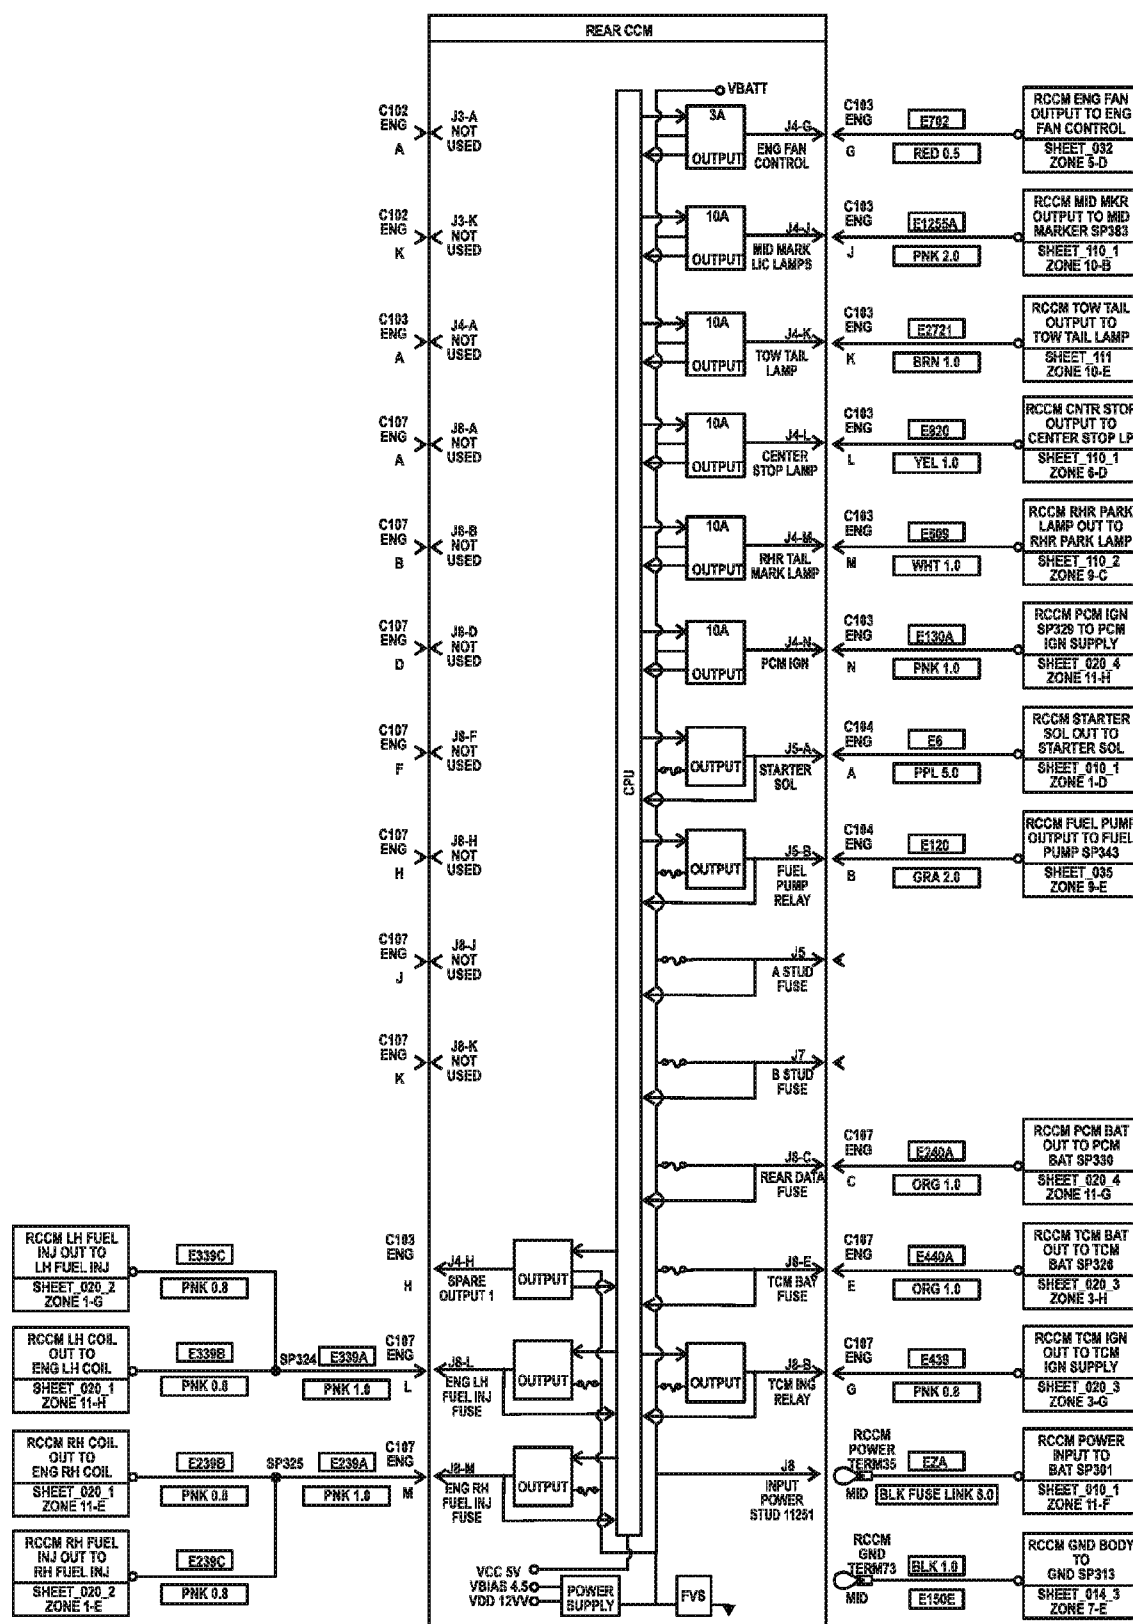 REAR CCM
VBATT
C102
ENG
A
J3-A
NOT
USED
3A
OUTPUT
J4-G
ENG FAN
CONTROL
C103
ENG
G
E702
RED 0.5
RCCM ENG FAN
OUTPUT TO ENG
FAN CONTROL
SHEET_032
ZONE 5-D
C102
ENG
K
J3-K
NOT
USED
10A
OUTPUT
J4-J
MID MARK
LIC LAMPS
C103
ENG
J
E1255A
PNK 2.0
RCCM MID MKR
OUTPUT TO MID
MARKER SP383
SHEET_110_1
ZONE 10-B
C103
ENG
A
J4-A
NOT
USED
10A
OUTPUT
J4-K
TOW TAIL
LAMP
C103
ENG
K
E2721
BRN 1.0
RCCM TOW TAIL
OUTPUT TO
TOW TAIL LAMP
SHEET_111
ZONE 10-E
C107
ENG
A
J8-A
NOT
USED
10A
OUTPUT
J4-L
CENTER
STOP LAMP
C103
ENG
L
E820
YEL 1.0
RCCM CNTR STOP
OUTPUT TO
CENTER STOP LP
SHEET_110_1
ZONE 6-D
C107
ENG
B
J8-B
NOT
USED
10A
OUTPUT
J4-M
RHR TAIL
MARK LAMP
C103
ENG
M
E509
WHT 1.0
RCCM RHR PARK
LAMP OUT TO
RHR PARK LAMP
SHEET_110_2
ZONE 9-C
C107
ENG
D
J8-D
NOT
USED
10A
OUTPUT
J4-N
PCM IGN
C103
ENG
N
E130A
PNK 1.0
RCCM PCM IGN
SP329 TO PCM
IGN SUPPLY
SHEET_020_4
ZONE 11-H
C107
ENG
F
J8-F
NOT
USED
CPU
OUTPUT
J5-A
STARTER
SOL
C104
ENG
A
E6
PPL 5.0
RCCM STARTER
SOL OUT TO
STARTER SOL
SHEET_010_1
ZONE 1-D
C107
ENG
H
J8-H
NOT
USED
OUTPUT
J5-B
FUEL
PUMP
RELAY
C104
ENG
B
E120
GRA 2.0
RCCM FUEL PUMP
OUTPUT TO FUEL
PUMP SP343
SHEET_035
ZONE 9-E
C107
ENG
J
J8-J
NOT
USED
J5
A STUD
FUSE
C107
ENG
K
J8-K
NOT
USED
J7
B STUD
FUSE
J8-C
REAR DATA
FUSE
C107
ENG
C
E240A
ORG 1.0
RCCM PCM BAT
OUT TO PCM
BAT SP330
SHEET_020_4
ZONE 11-G
RCCM LH FUEL
INJ OUT TO
LH FUEL INJ
SHEET_020_2
ZONE 1-G
E339C
PNK 0.8
C103
ENG
H
J4-H
SPARE
OUTPUT 1
OUTPUT
J8-E
TCM BAY
FUSE
C107
ENG
E
E440A
ORG 1.0
RCCM TCM BAT
OUT TO TCM
BAT SP326
SHEET_020_3
ZONE 3-H
RCCM LH COIL
OUT TO
ENG LH COIL
SHEET_020_1
ZONE 11-H
E339B
PNK 0.8
SP324
E339A
PNK 1.0
C107
ENG
L
J8-L
ENG LH
FUEL INJ
FUSE
OUTPUT
OUTPUT
J8-B
TCM ING
RELAY
C107
ENG
G
E439
PNK 0.8
RCCM TCM IGN
OUT TO TCM
IGN SUPPLY
SHEET_020_3
ZONE 3-G
RCCM RH COIL
OUT TO
ENG RH COIL
SHEET_020_1
ZONE 11-E
E239B
PNK 0.8
SP325
E239A
PNK 1.0
C107
ENG
M
J8-M
ENG RH
FUEL INJ
FUSE
OUTPUT
J8
INPUT
POWER
STUD 11251
RCCM
POWER
TERM35
MID
EZA
BLK FUSE LINK 8.0
RCCM POWER
INPUT TO
BAT SP301
SHEET_010_1
ZONE 11-F
RCCM RH FUEL
INJ OUT TO
RH FUEL INJ
SHEET_020_2
ZONE 1-E
E239C
PNK 0.8
VCC 5V
VBIAS 4.5
VDD 12VV
POWER
SUPPLY
FVS
RCCM
GND
TERM73
MID
BLK 1.0
E150E
RCCM GND BODY
TO
GND SP313
SHEET_014_3
ZONE 7-E